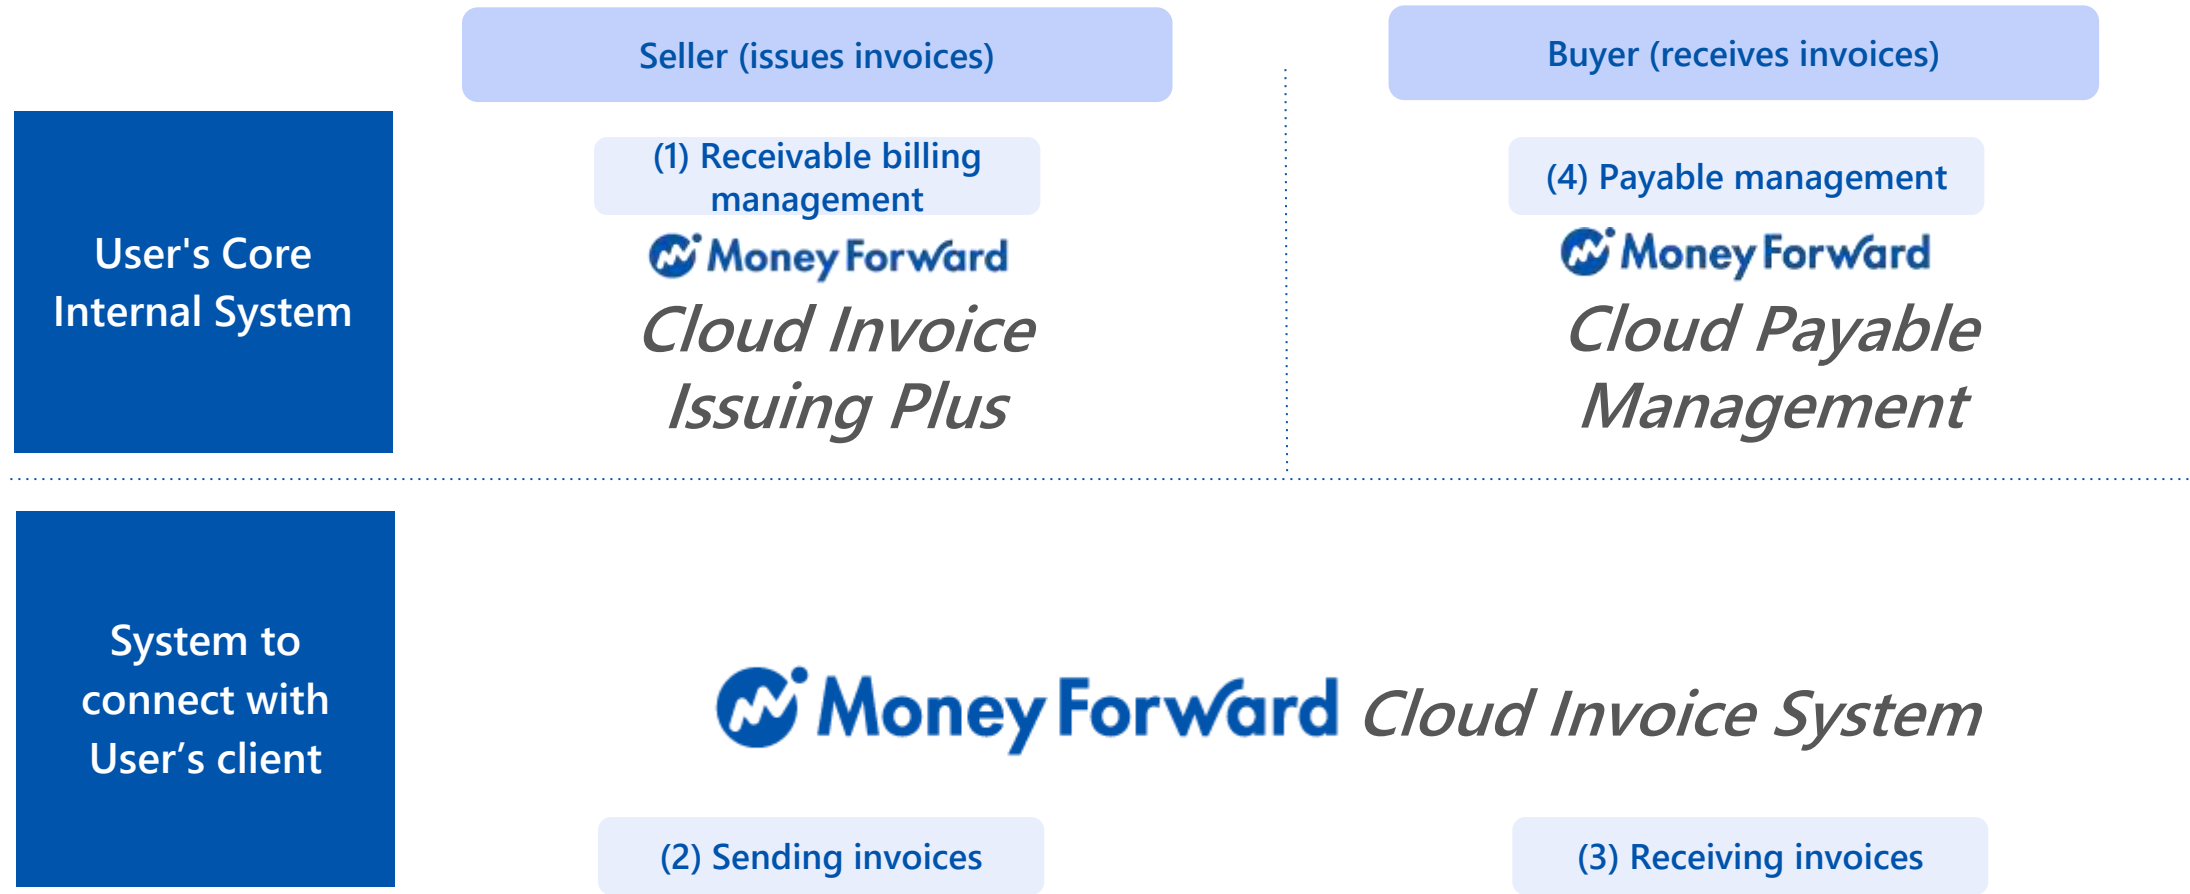 Seller (issues invoices)
Buyer (receives invoices)
User's Core
Internal System
(1) Receivable billing
management
Money Forward
Cloud Invoice
Issuing Plus
(4) Payable management
Money Forward
Cloud Payable
Management
System to
connect with
User’s client
Money Forward Cloud Invoice System
(2) Sending invoices
(3) Receiving invoices